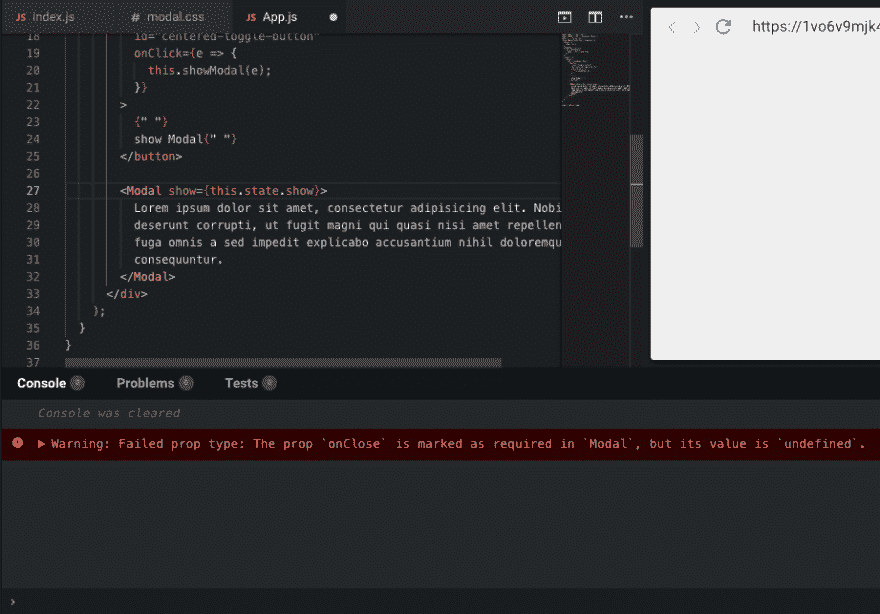 JS index.js
# modal.css
JS App.js
https://1vo6v9mjk4
18 id="centered-toggle-button"
19 onClick={e => {
20 this.showModal(e);
21 }}
22 >
23 {" "}
24 show Modal{" "}
25 </button>
26
27 <Modal show={this.state.show}>
28 Lorem ipsum dolor sit amet, consectetur adipisicing elit. Nobi
29 deserunt corrupti, ut fugit magni qui quasi nisi amet repellen
30 fuga omnis a sed impedit explicabo accusantium nihil doloremqu
31 consequuntur.
32 </Modal>
33 </div>
34 );
35 }
36 }
37
Console
Problems
Tests
Console was cleared
Warning: Failed prop type: The prop `onClose` is marked as required in `Modal`, but its value is `undefined`.